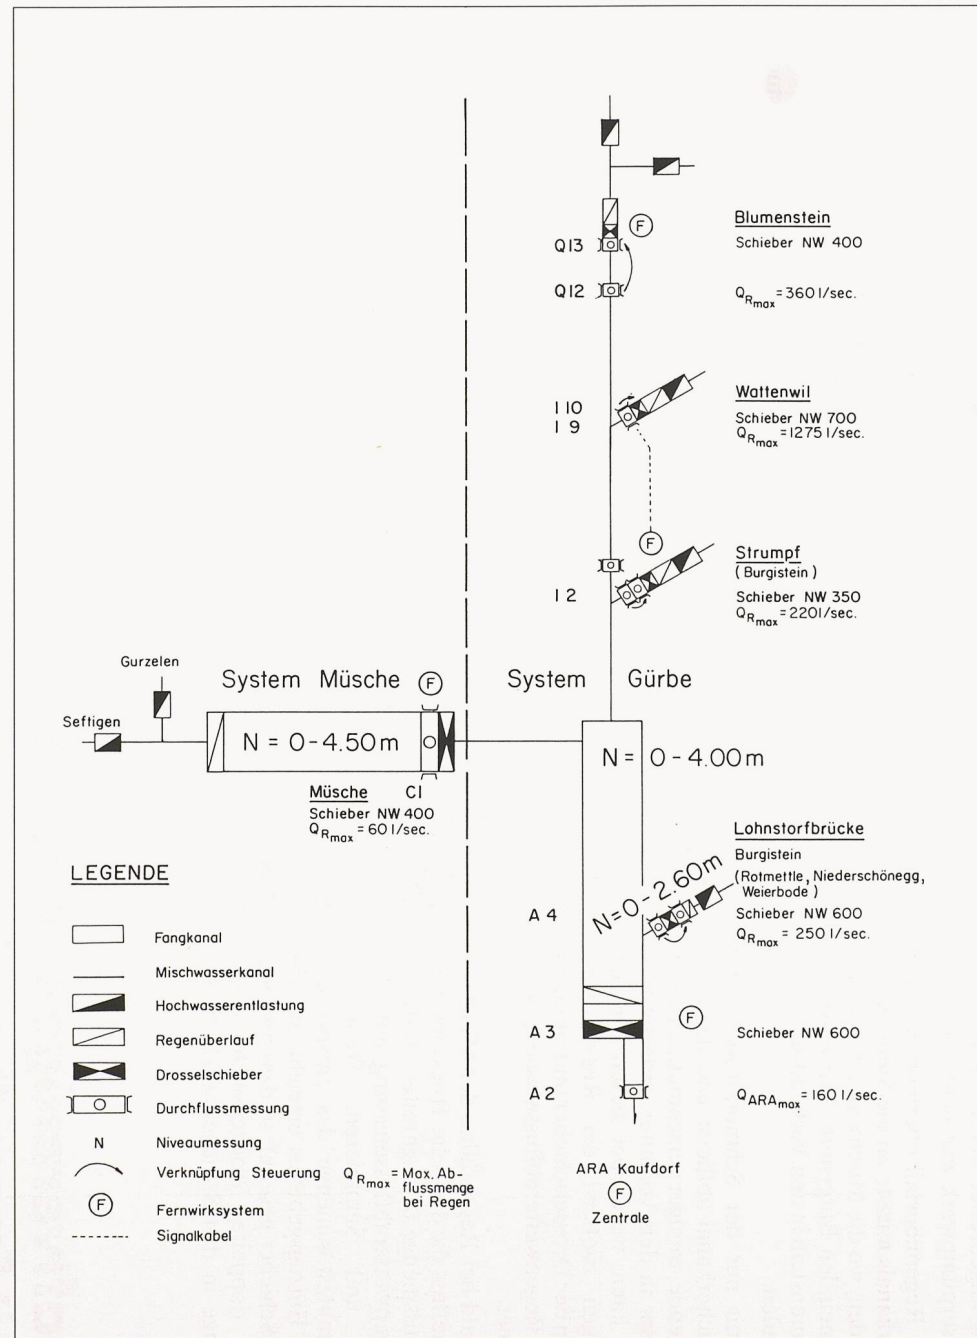 Blumenstein
F
Q13
Schieber NW 400
Q12
QRmax = 360 l/sec.
Wattenwil
I 10
Schieber NW 700
I 9
QRmax = 1275 l/sec.
F
Strumpf
(Burgistein)
I 2
Schieber NW 350
QRmax = 220 l/sec.
Gurzelen
System Müsche
F
System Gürbe
Seftigen
N = 0-4.50m
N = 0-4.00m
Müsche C1
Schieber NW 400
QRmax = 60 l/sec.
Lohnstorfbrücke
Burgistein
(Rotmettle, Niederschönegg,
Weierbode)
N=0-2.60m
A 4
Schieber NW 600
QRmax = 250 l/sec.
F
A 3
Schieber NW 600
A 2
QARAmax = 160 l/sec.
ARA Kaufdorf
F
Zentrale
LEGENDE
Fangkanal
Mischwasserkanal
Hochwasserentlastung
Regenüberlauf
Drosselschieber
Durchflussmessung
N Niveaumessung
Verknüpfung Steuerung
QRmax = Max. Ab-
flussmenge
bei Regen
F Fernwirksystem
Signalkabel